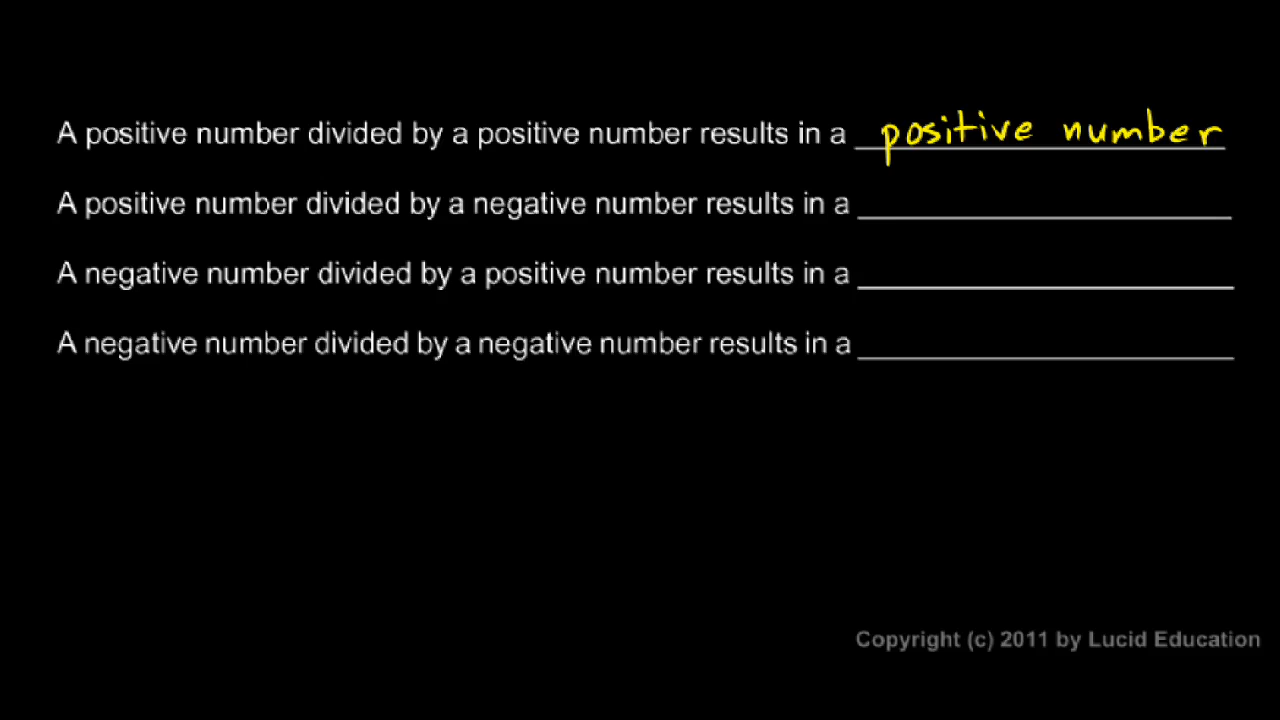 A positive number divided by a positive number results in a positive number
A positive number divided by a negative number results in a
A negative number divided by a positive number results in a
A negative number divided by a negative number results in a
Copyright (c) 2011 by Lucid Education